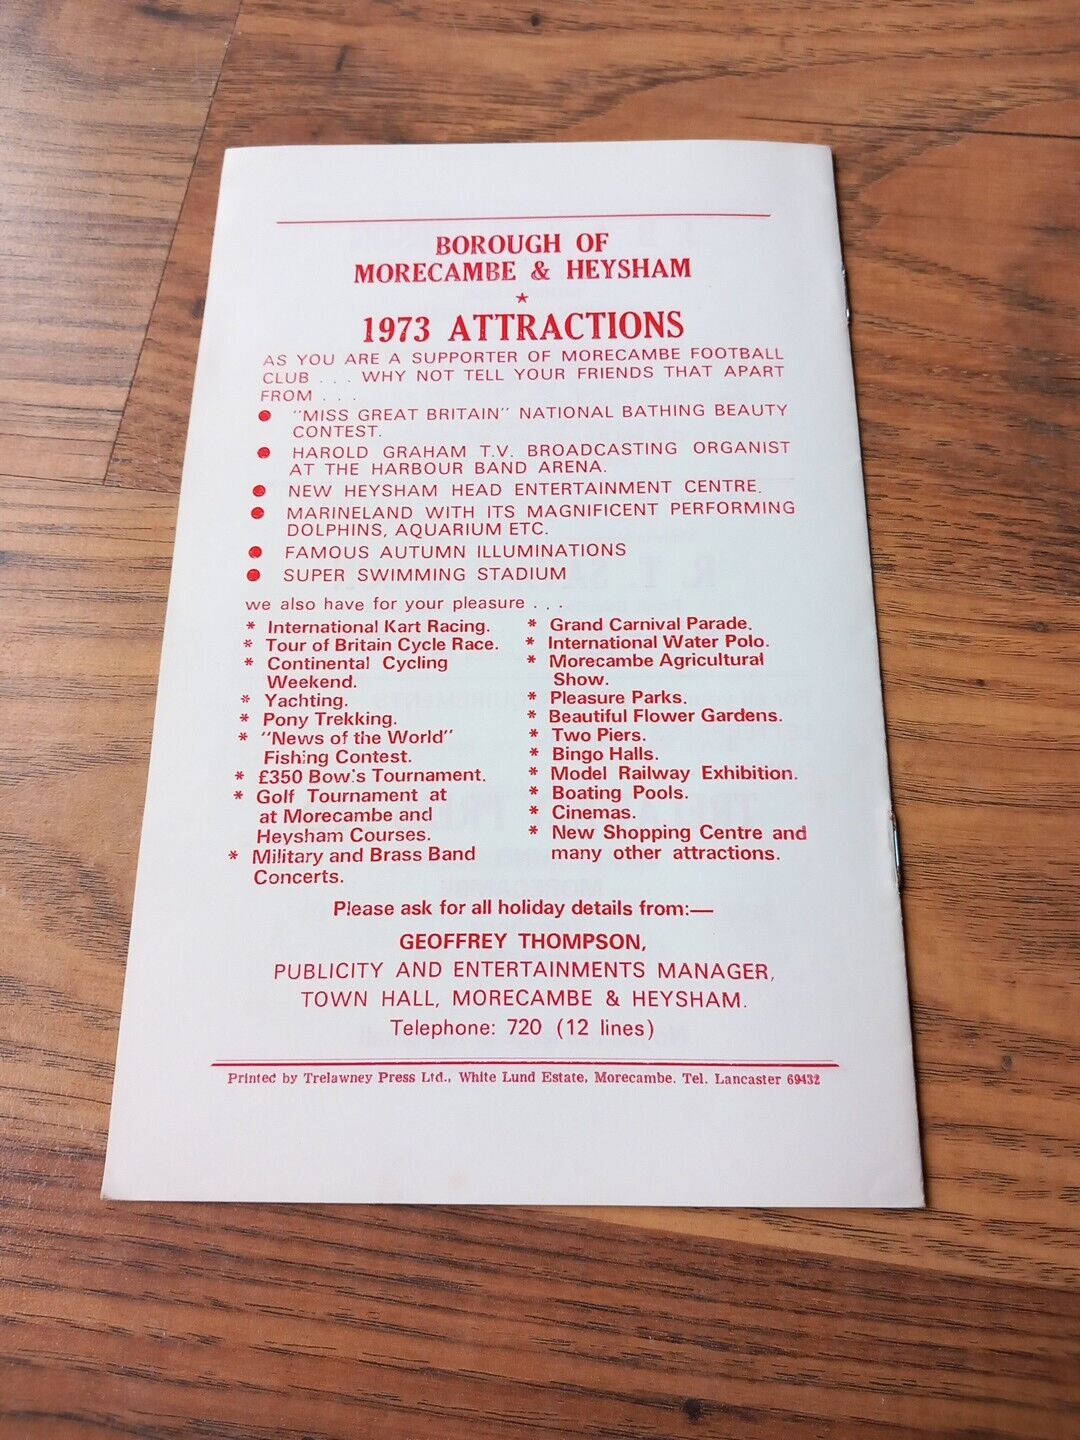 BOROUGH OF
MORECAMBE & HEYSHAM
★
1973 ATTRACTIONS
AS YOU ARE A SUPPORTER OF MORECAMBE FOOTBALL
CLUB . . . WHY NOT TELL YOUR FRIENDS THAT APART
FROM . . .
● "MISS GREAT BRITAIN" NATIONAL BATHING BEAUTY
CONTEST.
● HAROLD GRAHAM T.V. BROADCASTING ORGANIST
AT THE HARBOUR BAND ARENA.
● NEW HEYSHAM HEAD ENTERTAINMENT CENTRE.
● MARINELAND WITH ITS MAGNIFICENT PERFORMING
DOLPHINS, AQUARIUM ETC.
● FAMOUS AUTUMN ILLUMINATIONS
● SUPER SWIMMING STADIUM
we also have for your pleasure . . .
* International Kart Racing.
* Tour of Britain Cycle Race.
* Continental Cycling
Weekend.
* Yachting.
* Pony Trekking.
* "News of the World"
Fishing Contest.
* £350 Bow's Tournament.
* Golf Tournament at
at Morecambe and
Heysham Courses.
* Military and Brass Band
Concerts.
* Grand Carnival Parade.
* International Water Polo.
* Morecambe Agricultural
Show.
* Pleasure Parks.
* Beautiful Flower Gardens.
* Two Piers.
* Bingo Halls.
* Model Railway Exhibition.
* Boating Pools.
* Cinemas.
* New Shopping Centre and
many other attractions.
Please ask for all holiday details from:—
GEOFFREY THOMPSON,
PUBLICITY AND ENTERTAINMENTS MANAGER,
TOWN HALL, MORECAMBE & HEYSHAM.
Telephone: 720 (12 lines)
Printed by Trelawney Press Ltd., White Lund Estate, Morecambe. Tel. Lancaster 69432